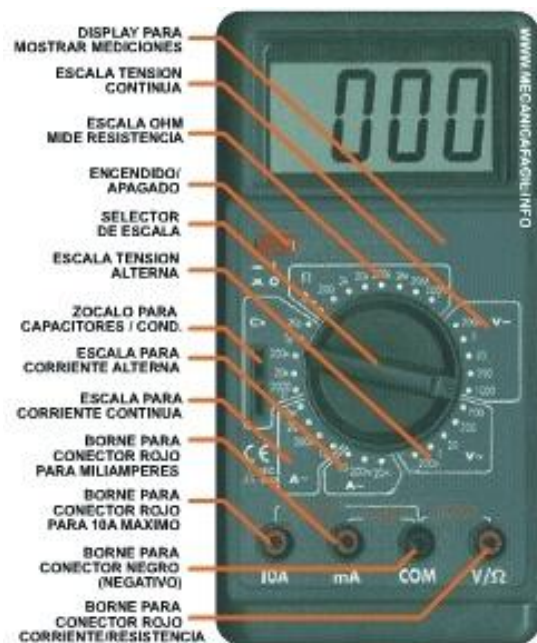 DISPLAY PARA
MOSTRAR MEDICIONES
ESCALA TENSION
CONTINUA
ESCALA OHM
MIDE RESISTENCIA
ENCENDIDO/
APAGADO
SELECTOR
DE ESCALA
ESCALA TENSION
ALTERNA
ZOCALO PARA
CAPACITORES / COND.
ESCALA PARA
CORRIENTE ALTERNA
ESCALA PARA
CORRIENTE CONTINUA
BORNE PARA
CONECTOR ROJO
PARA MILIAMPERES
BORNE PARA
CONECTOR ROJO
PARA 10A MAXIMO
BORNE PARA
CONECTOR NEGRO
(NEGATIVO)
BORNE PARA
CONECTOR ROJO
CORRIENTE/RESISTENCIA
WWW.MECANICAFACIL.INFO
000
Cx
V~
A~
CE
10A mA COM V/Ω